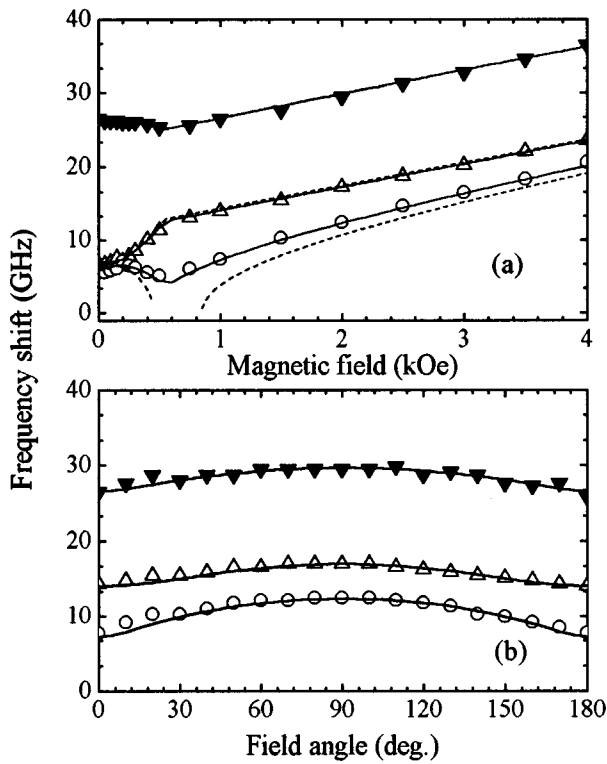 40
30
20
10
0
(a)
0 1 2 3 4
Magnetic field (kOe)
Frequency shift (GHz)
40
30
20
10
0
(b)
0 30 60 90 120 150 180
Field angle (deg.)